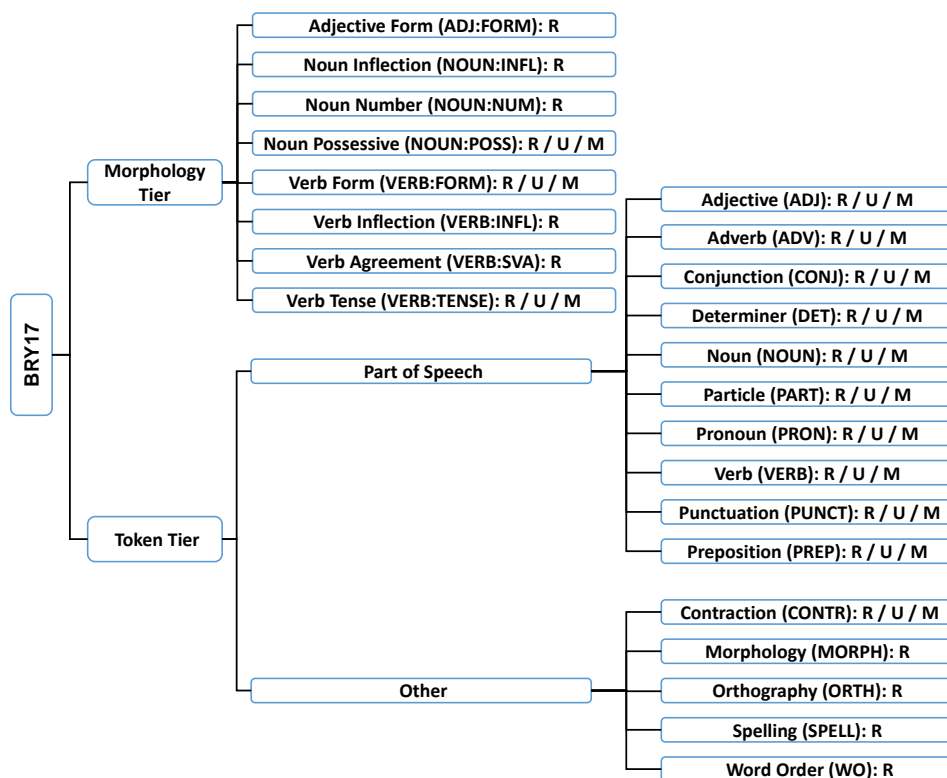 BRY17
Morphology
Tier
Adjective Form (ADJ:FORM): R
Noun Inflection (NOUN:INFL): R
Noun Number (NOUN:NUM): R
Noun Possessive (NOUN:POSS): R / U / M
Verb Form (VERB:FORM): R / U / M
Verb Inflection (VERB:INFL): R
Verb Agreement (VERB:SVA): R
Verb Tense (VERB:TENSE): R / U / M
Token Tier
Part of Speech
Adjective (ADJ): R / U / M
Adverb (ADV): R / U / M
Conjunction (CONJ): R / U / M
Determiner (DET): R / U / M
Noun (NOUN): R / U / M
Particle (PART): R / U / M
Pronoun (PRON): R / U / M
Verb (VERB): R / U / M
Punctuation (PUNCT): R / U / M
Preposition (PREP): R / U / M
Other
Contraction (CONTR): R / U / M
Morphology (MORPH): R
Orthography (ORTH): R
Spelling (SPELL): R
Word Order (WO): R